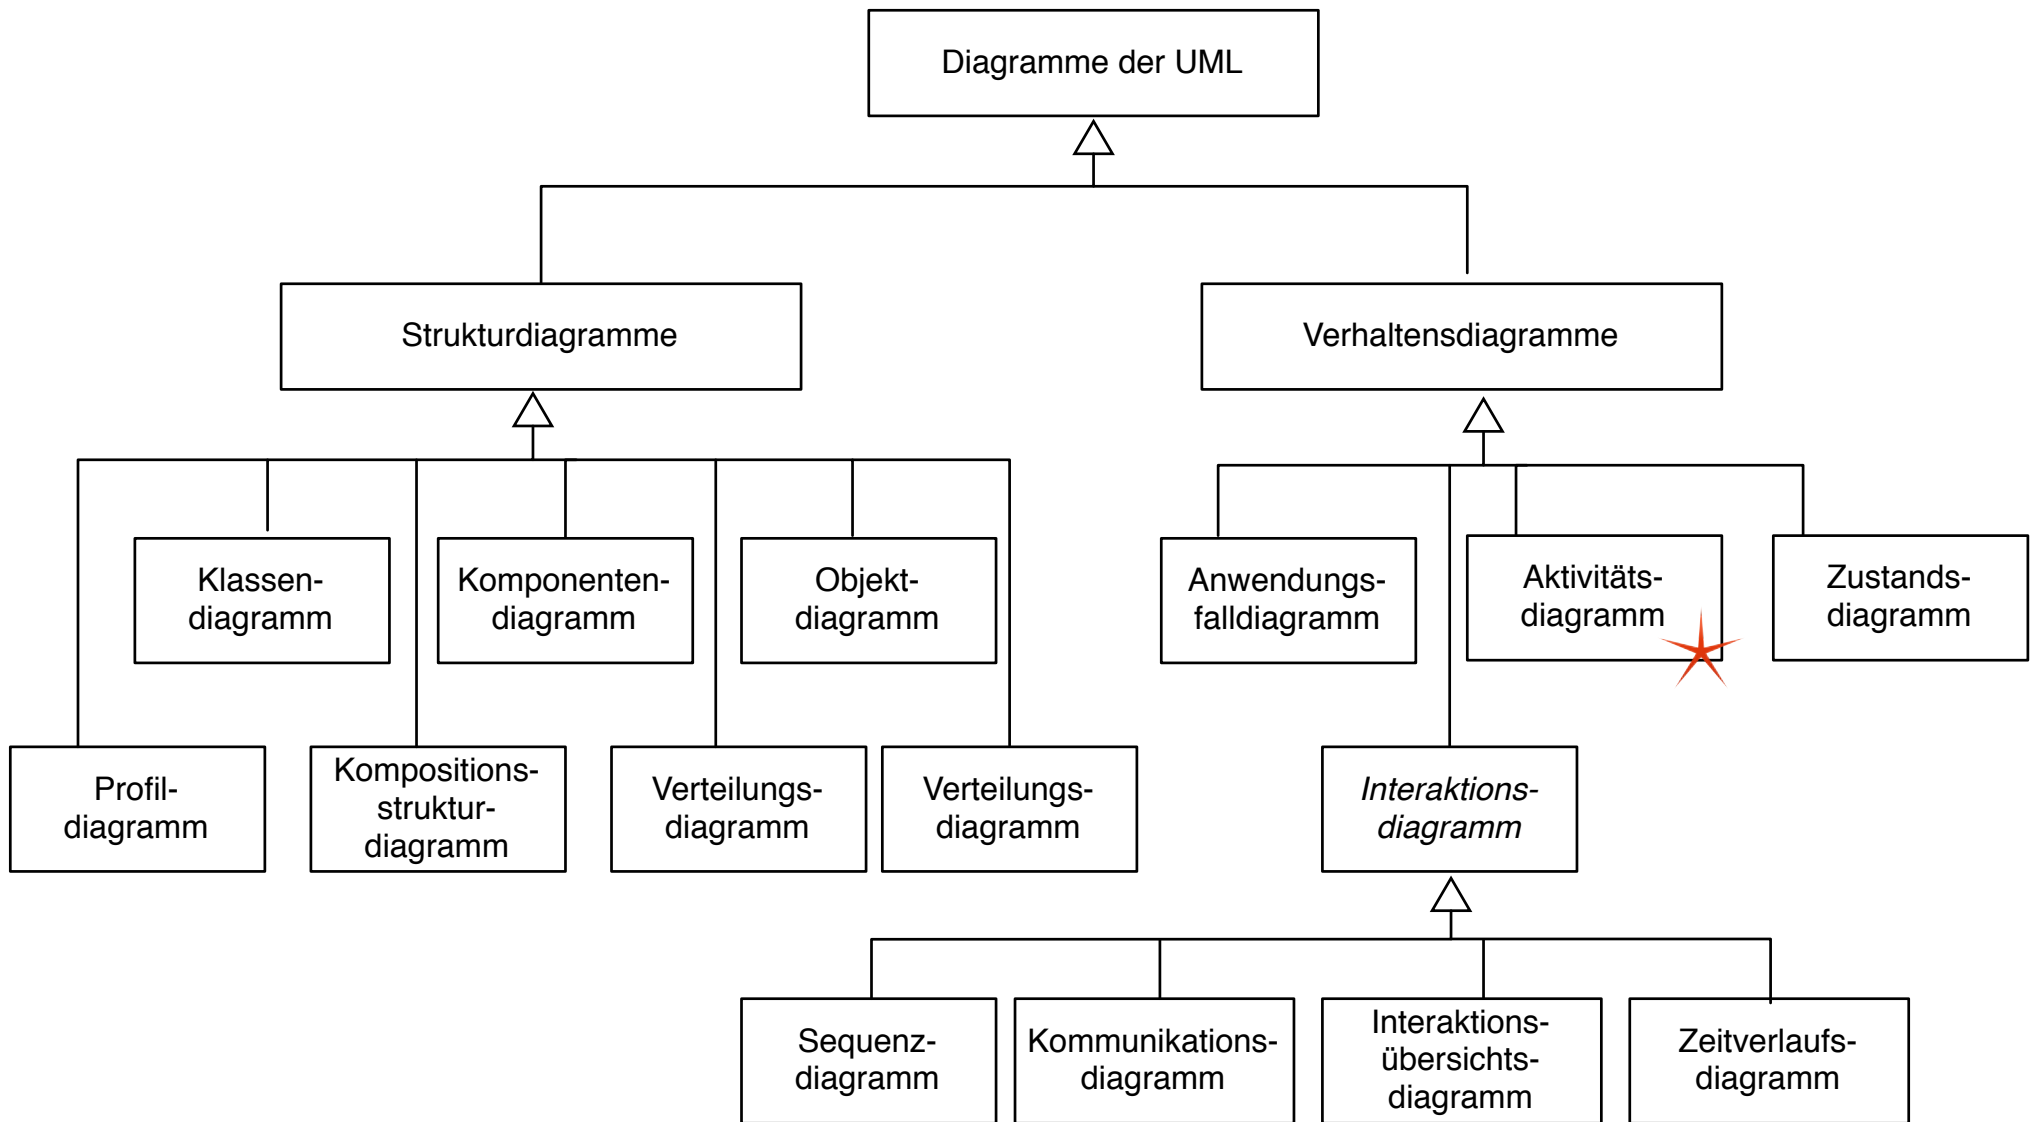 Diagramme der UML
Strukturdiagramme
Verhaltensdiagramme
Klassen-
diagramm
Komponenten-
diagramm
Objekt-
diagramm
Anwendungs-
falldiagramm
Aktivitäts-
diagramm
Zustands-
diagramm
Profil-
diagramm
Kompositions-
struktur-
diagramm
Verteilungs-
diagramm
Verteilungs-
diagramm
Interaktions-
diagramm
Sequenz-
diagramm
Kommunikations-
diagramm
Interaktions-
übersichts-
diagramm
Zeitverlaufs-
diagramm